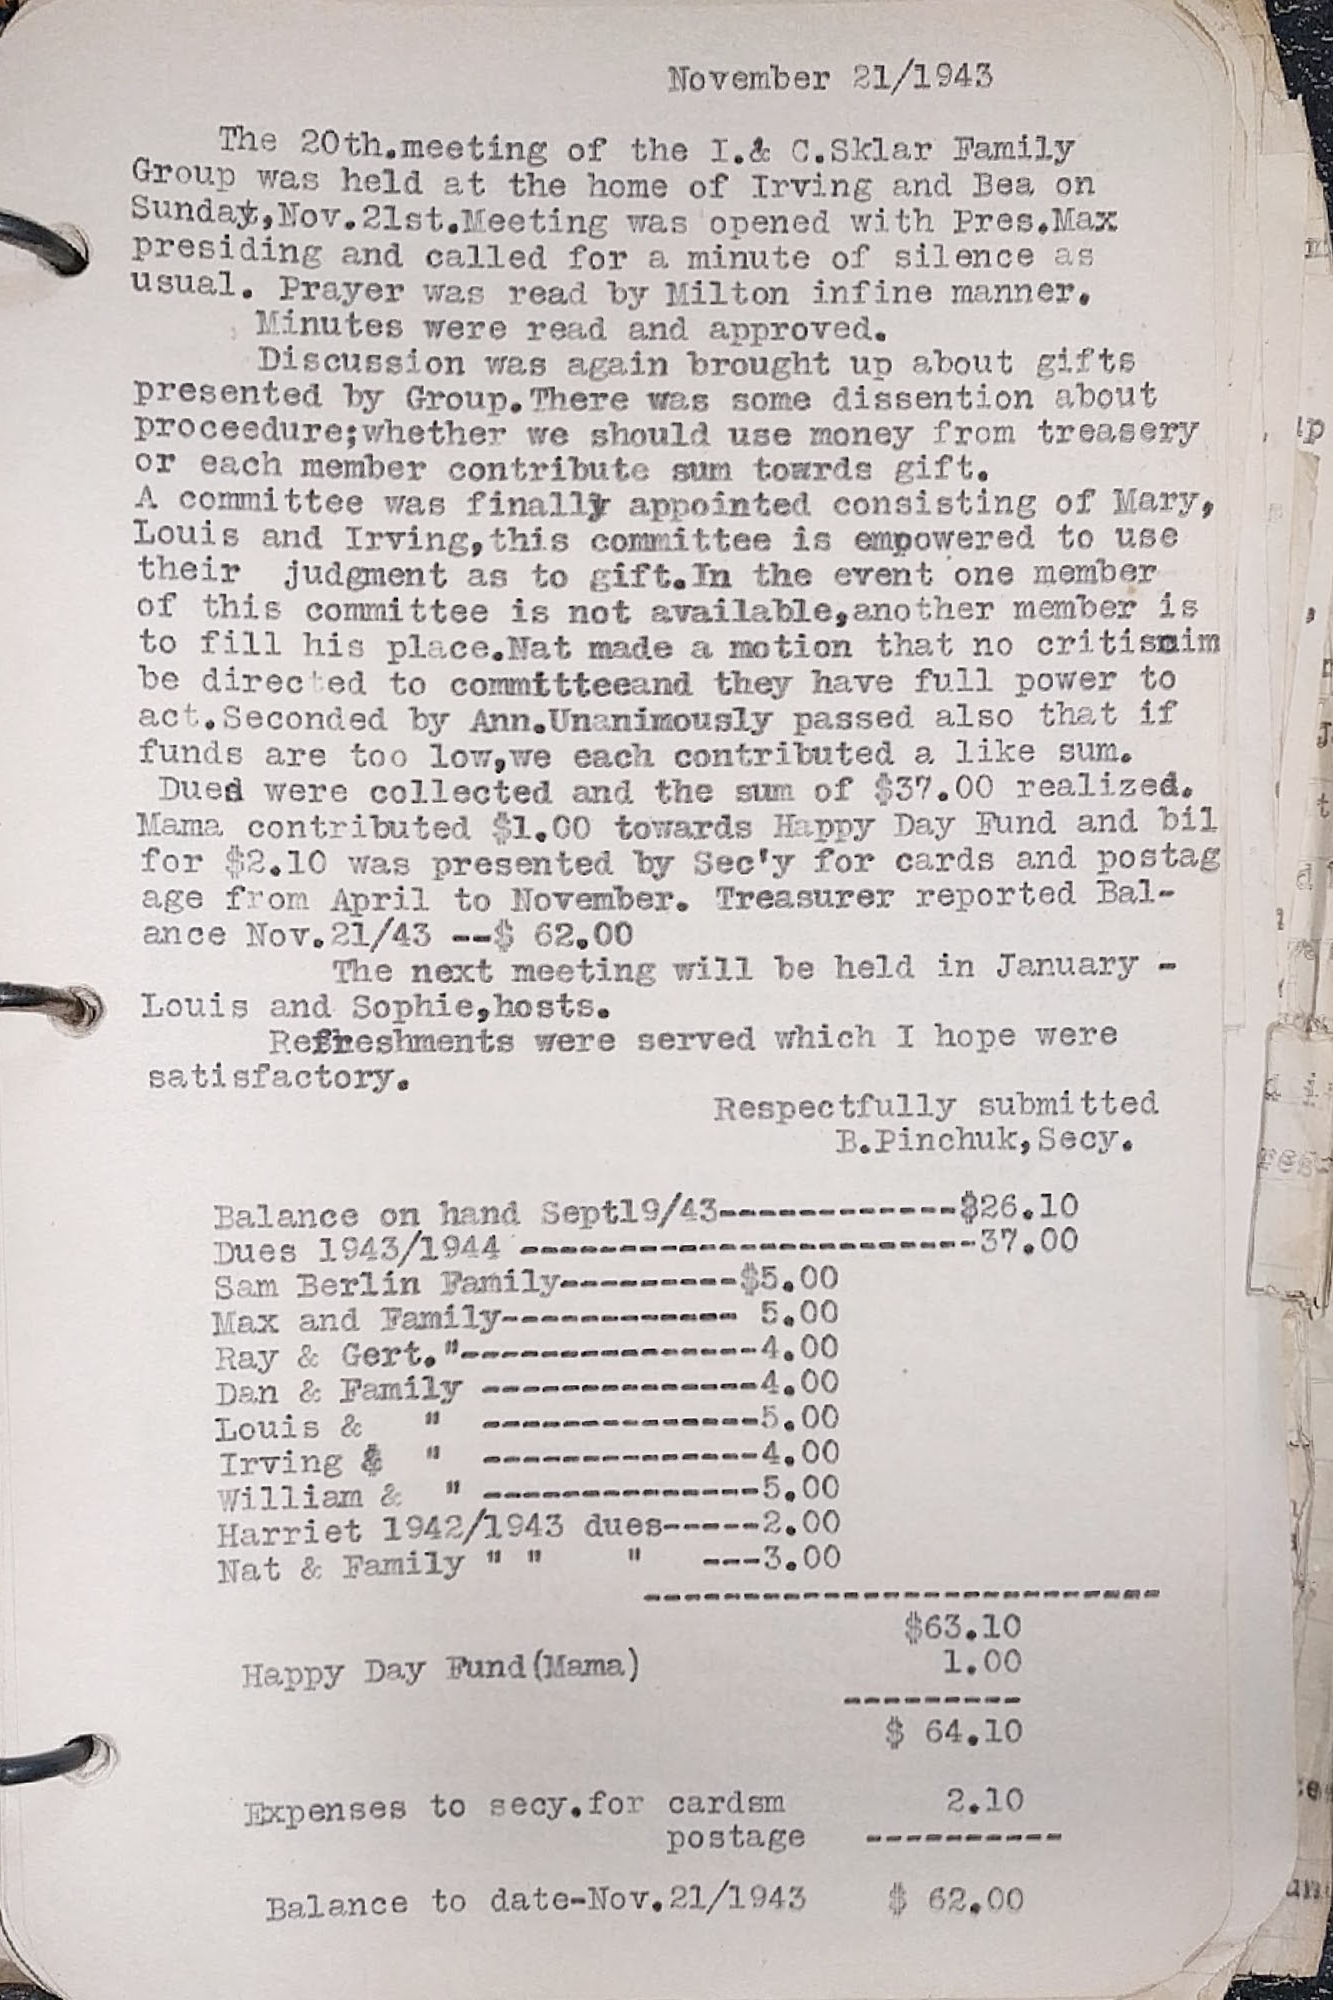 November 21/1943
The 20th.meeting of the I.& C.Sklar Family
Group was held at the home of Irving and Bea on
Sunday,Nov.21st.Meeting was opened with Pres.Max
presiding and called for a minute of silence as
usual. Prayer was read by Milton infine manner.
Minutes were read and approved.
Discussion was again brought up about gifts
presented by Group.There was some dissention about
proceedure;whether we should use money from treasery
or each member contribute sum towrds gift.
A committee was finally appointed consisting of Mary,
Louis and Irving,this committee is empowered to use
their judgment as to gift.In the event one member
of this committee is not available,another member is
to fill his place.Nat made a motion that no
be directed to committeeand they have full power to
act.Seconded by Ann.Unanimously passed also that if
funds are too low,we each contributed a like sum.
Dued were collected and the sum of $37.00 realized.
Mama contributed $1.00 towards Happy Day Fund and bil
for $2.10 was presented by Sec'y for cards and postag
age from April to November. Treasurer reported Bal-
ance Nov.21/43 --$ 62.00
The next meeting will be held in January -
Louis and Sophie,hosts.
Refreshments were served which I hope were
satisfactory.
Respectfully submitted
B.Pinchuk,Secy.
Balance on hand Sept19/43-------------$26.10
Dues 1943/1944 ------------------------37.00
Sam Berlin Family----------$5.00
Max and Family------------- 5.00
Ray & Gert."----------------4.00
Dan & Family ---------------4.00
Louis & " ---------------5.00
Irving & " ---------------4.00
William & " ---------------5.00
Harriet 1942/1943 dues-----2.00
Nat & Family " " " ---3.00
----------------------------
$63.10
Happy Day Fund(Mama) 1.00
----------
$ 64.10
Expenses to secy.for cardsm 2.10
postage -----------
Balance to date-Nov.21/1943 $ 62.00